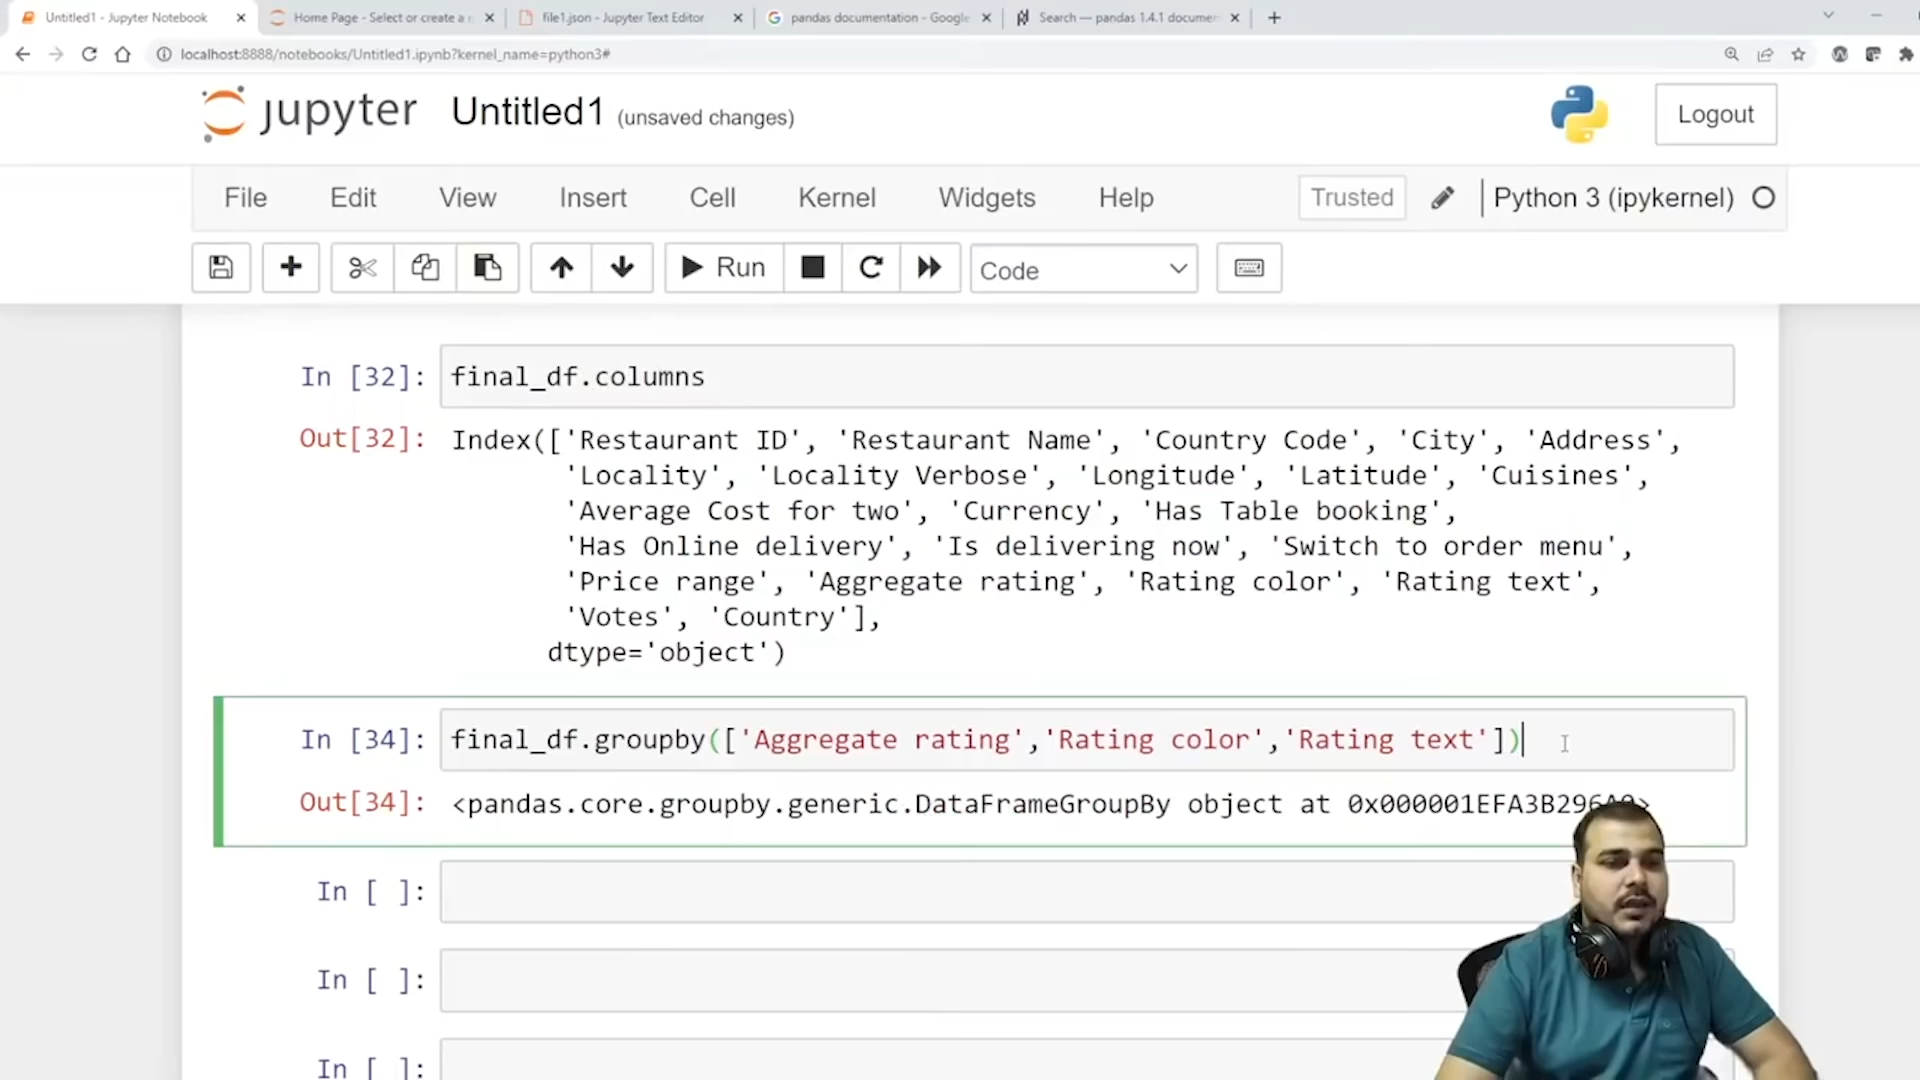 Untitled1 - Jupyter Notebook
Home Page - Select or create a n
file1.json - Jupyter Text Editor
pandas documentation - Google
Search — pandas 1.4.1 documen
localhost:8888/notebooks/Untitled1.ipynb?kernel_name=python3#
jupyter Untitled1 (unsaved changes)
Logout
File Edit View Insert Cell Kernel Widgets Help Trusted Python 3 (ipykernel)
Run Code
In [32]: final_df.columns
Out[32]: Index(['Restaurant ID', 'Restaurant Name', 'Country Code', 'City', 'Address',
'Locality', 'Locality Verbose', 'Longitude', 'Latitude', 'Cuisines',
'Average Cost for two', 'Currency', 'Has Table booking',
'Has Online delivery', 'Is delivering now', 'Switch to order menu',
'Price range', 'Aggregate rating', 'Rating color', 'Rating text',
'Votes', 'Country'],
dtype='object')
In [34]: final_df.groupby(['Aggregate rating','Rating color','Rating text'])
Out[34]: <pandas.core.groupby.generic.DataFrameGroupBy object at
In [ ]:
In [ ]:
In [ ]: